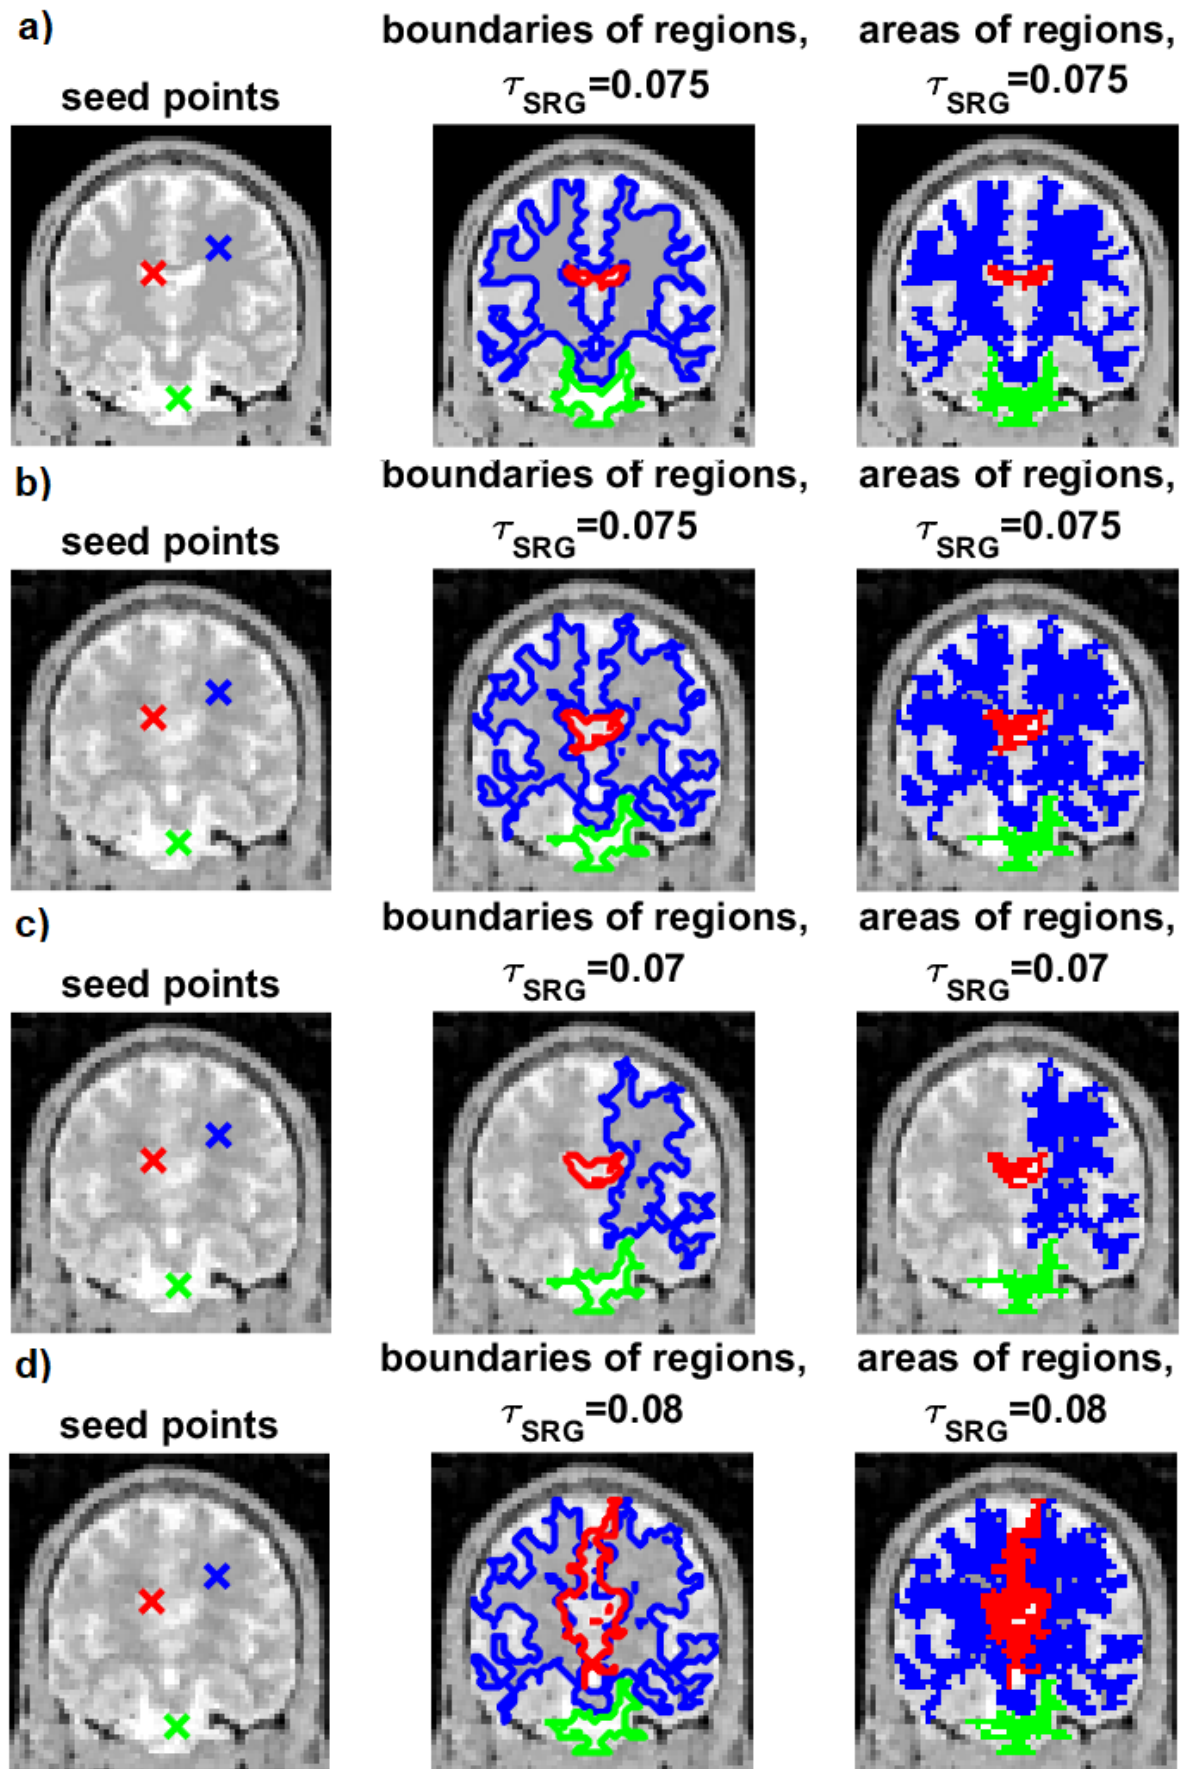 a)
seed points
boundaries of regions,
τSRG=0.075
areas of regions,
τSRG=0.075
b)
seed points
boundaries of regions,
τSRG=0.075
areas of regions,
τSRG=0.075
c)
seed points
boundaries of regions,
τSRG=0.07
areas of regions,
τSRG=0.07
d)
seed points
boundaries of regions,
τSRG=0.08
areas of regions,
τSRG=0.08